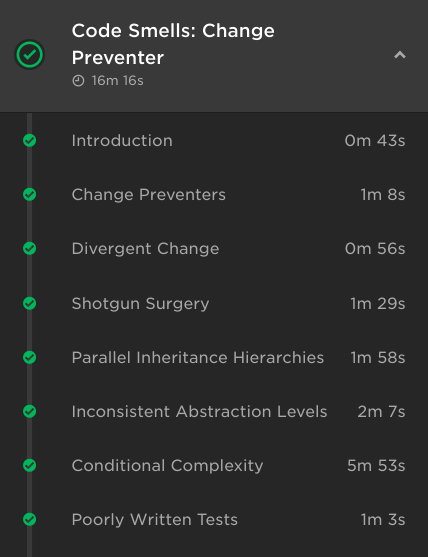 Code Smells: Change
Preventer
16m 16s
Introduction 0m 43s
Change Preventers 1m 8s
Divergent Change 0m 56s
Shotgun Surgery 1m 29s
Parallel Inheritance Hierarchies 1m 58s
Inconsistent Abstraction Levels 2m 7s
Conditional Complexity 5m 53s
Poorly Written Tests 1m 3s